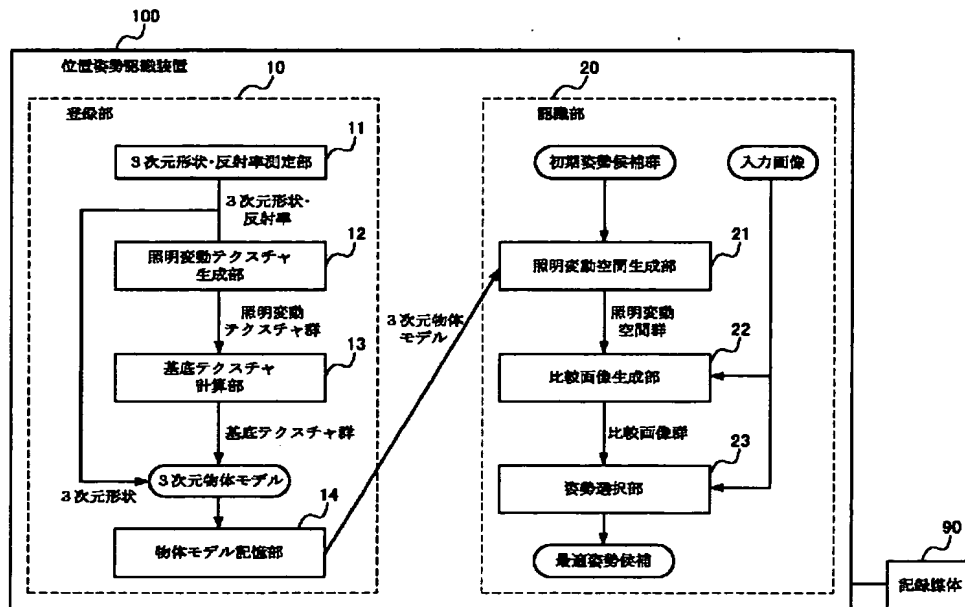 100
位置姿勢認識装置
10
登録部
11
3次元形状・反射率測定部
3次元形状・
反射率
12
照明変動テクスチャ
生成部
照明変動
テクスチャ群
13
基底テクスチャ
計算部
基底テクスチャ群
3次元形状
3次元物体モデル
14
物体モデル記憶部
3次元物体
モデル
20
認識部
初期姿勢候補群
入力画像
21
照明変動空間生成部
照明変動
空間群
22
比較画像生成部
比較画像群
23
姿勢選択部
最適姿勢候補
90
記録媒体